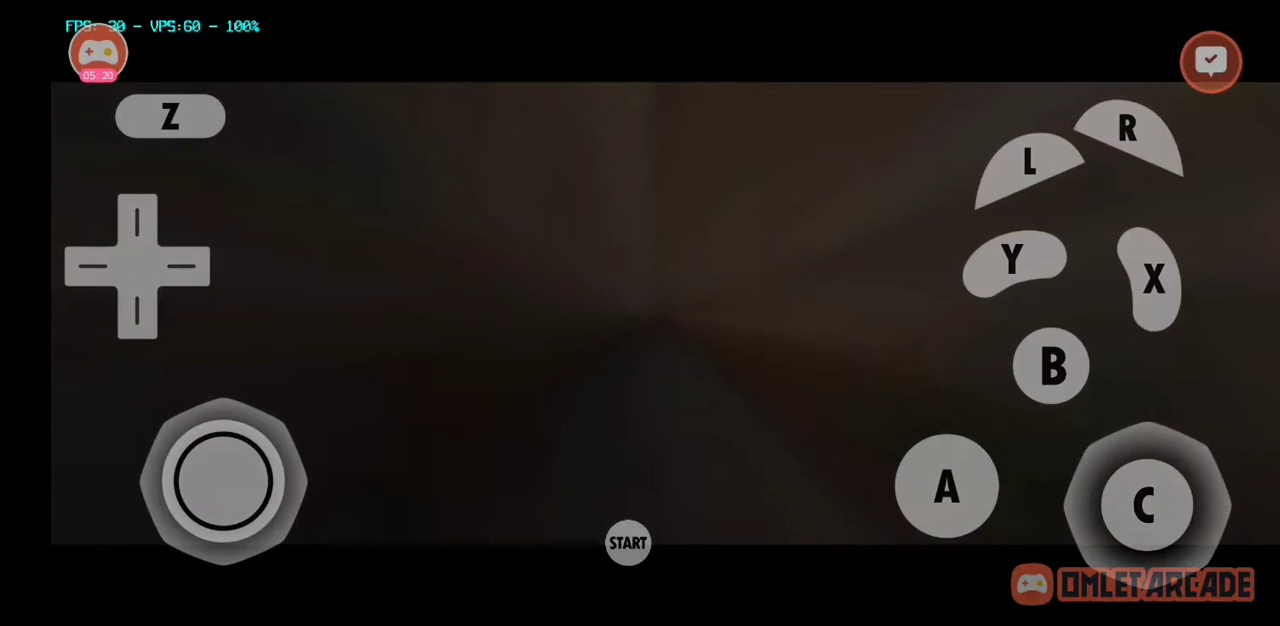 FPS: 30 - VPS:60 - 100%
05:20
Z
R
L
Y
X
B
A
C
START
OMLET ARCADE